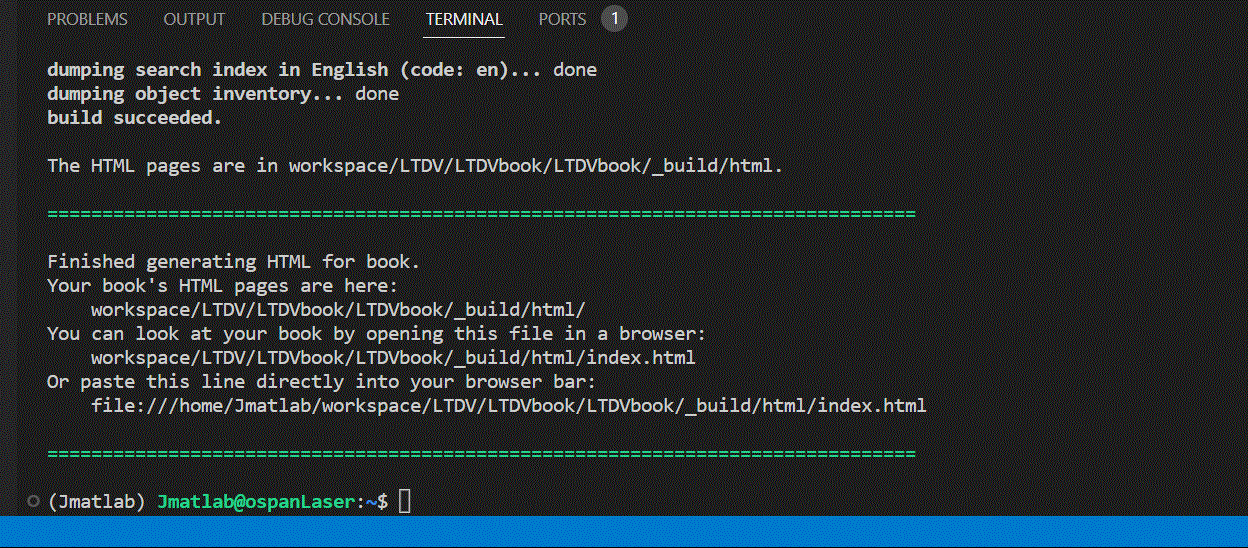 PROBLEMS OUTPUT DEBUG CONSOLE TERMINAL PORTS 1
dumping search index in English (code: en)... done
dumping object inventory... done
build succeeded.
The HTML pages are in workspace/LTDV/LTDVbook/LTDVbook/_build/html.
===============================================================================
Finished generating HTML for book.
Your book's HTML pages are here:
workspace/LTDV/LTDVbook/LTDVbook/_build/html/
You can look at your book by opening this file in a browser:
workspace/LTDV/LTDVbook/LTDVbook/_build/html/index.html
Or paste this line directly into your browser bar:
file:///home/Jmatlab/workspace/LTDV/LTDVbook/LTDVbook/_build/html/index.html
===============================================================================
(Jmatlab) Jmatlab@ospanLaser:~$